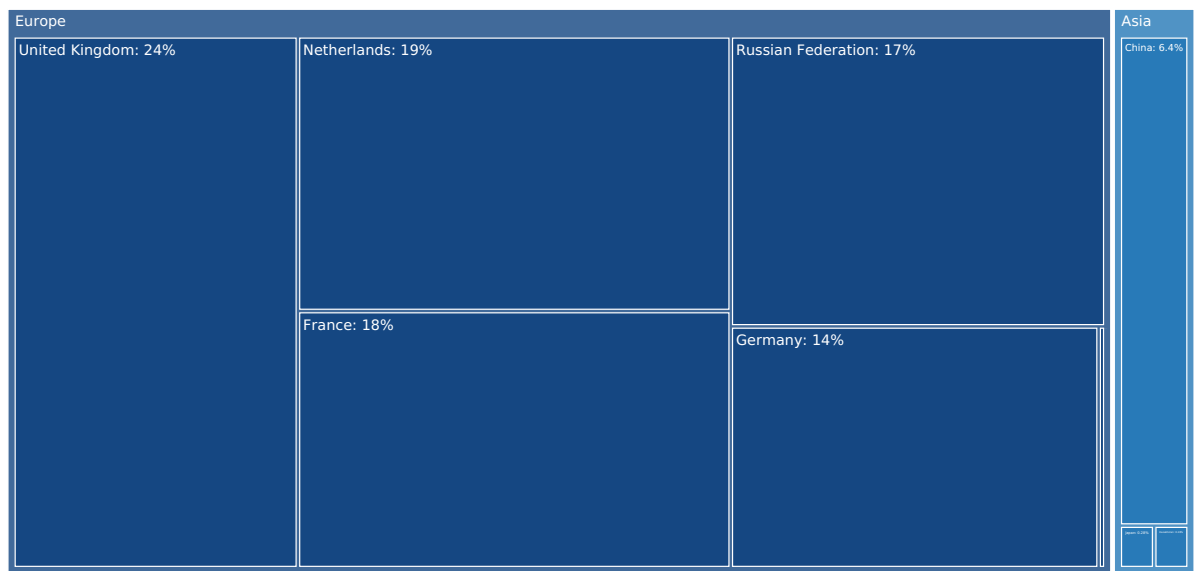 Europe
Asia
United Kingdom: 24%
Netherlands: 19%
Russian Federation: 17%
China: 6.4%
France: 18%
Germany: 14%